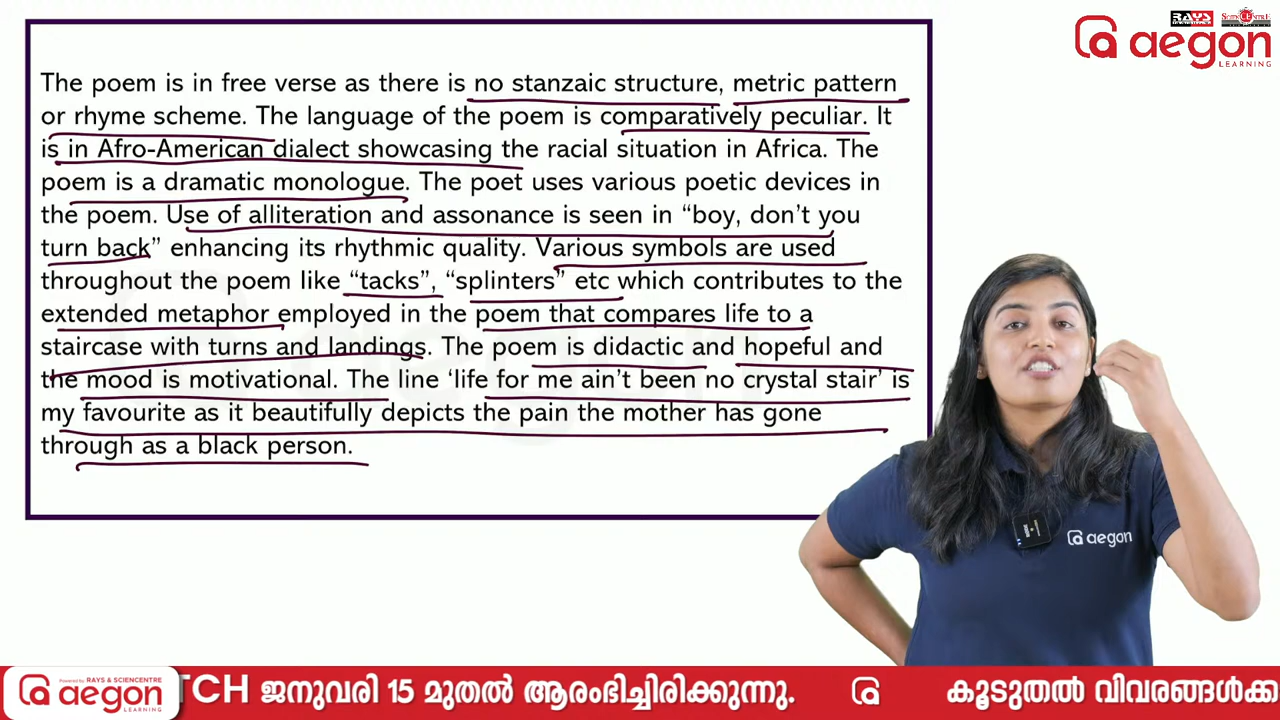 RAYS
SCIENCENTRE
aegon
LEARNING
The poem is in free verse as there is no stanzaic structure, metric pattern
or rhyme scheme. The language of the poem is comparatively peculiar. It
is in Afro-American dialect showcasing the racial situation in Africa. The
poem is a dramatic monologue. The poet uses various poetic devices in
the poem. Use of alliteration and assonance is seen in “boy, don’t you
turn back” enhancing its rhythmic quality. Various symbols are used
throughout the poem like “tacks”, “splinters” etc which contributes to the
extended metaphor employed in the poem that compares life to a
staircase with turns and landings. The poem is didactic and hopeful and
the mood is motivational. The line ‘life for me ain’t been no crystal stair’ is
my favourite as it beautifully depicts the pain the mother has gone
through as a black person.
aegon
Powered by RAYS & SCIENCENTRE
aegon
LEARNING
TCH ജനുവരി 15 മുതൽ ആരംഭിച്ചിരിക്കുന്നു. കൂടുതൽ വിവരങ്ങൾക്ക